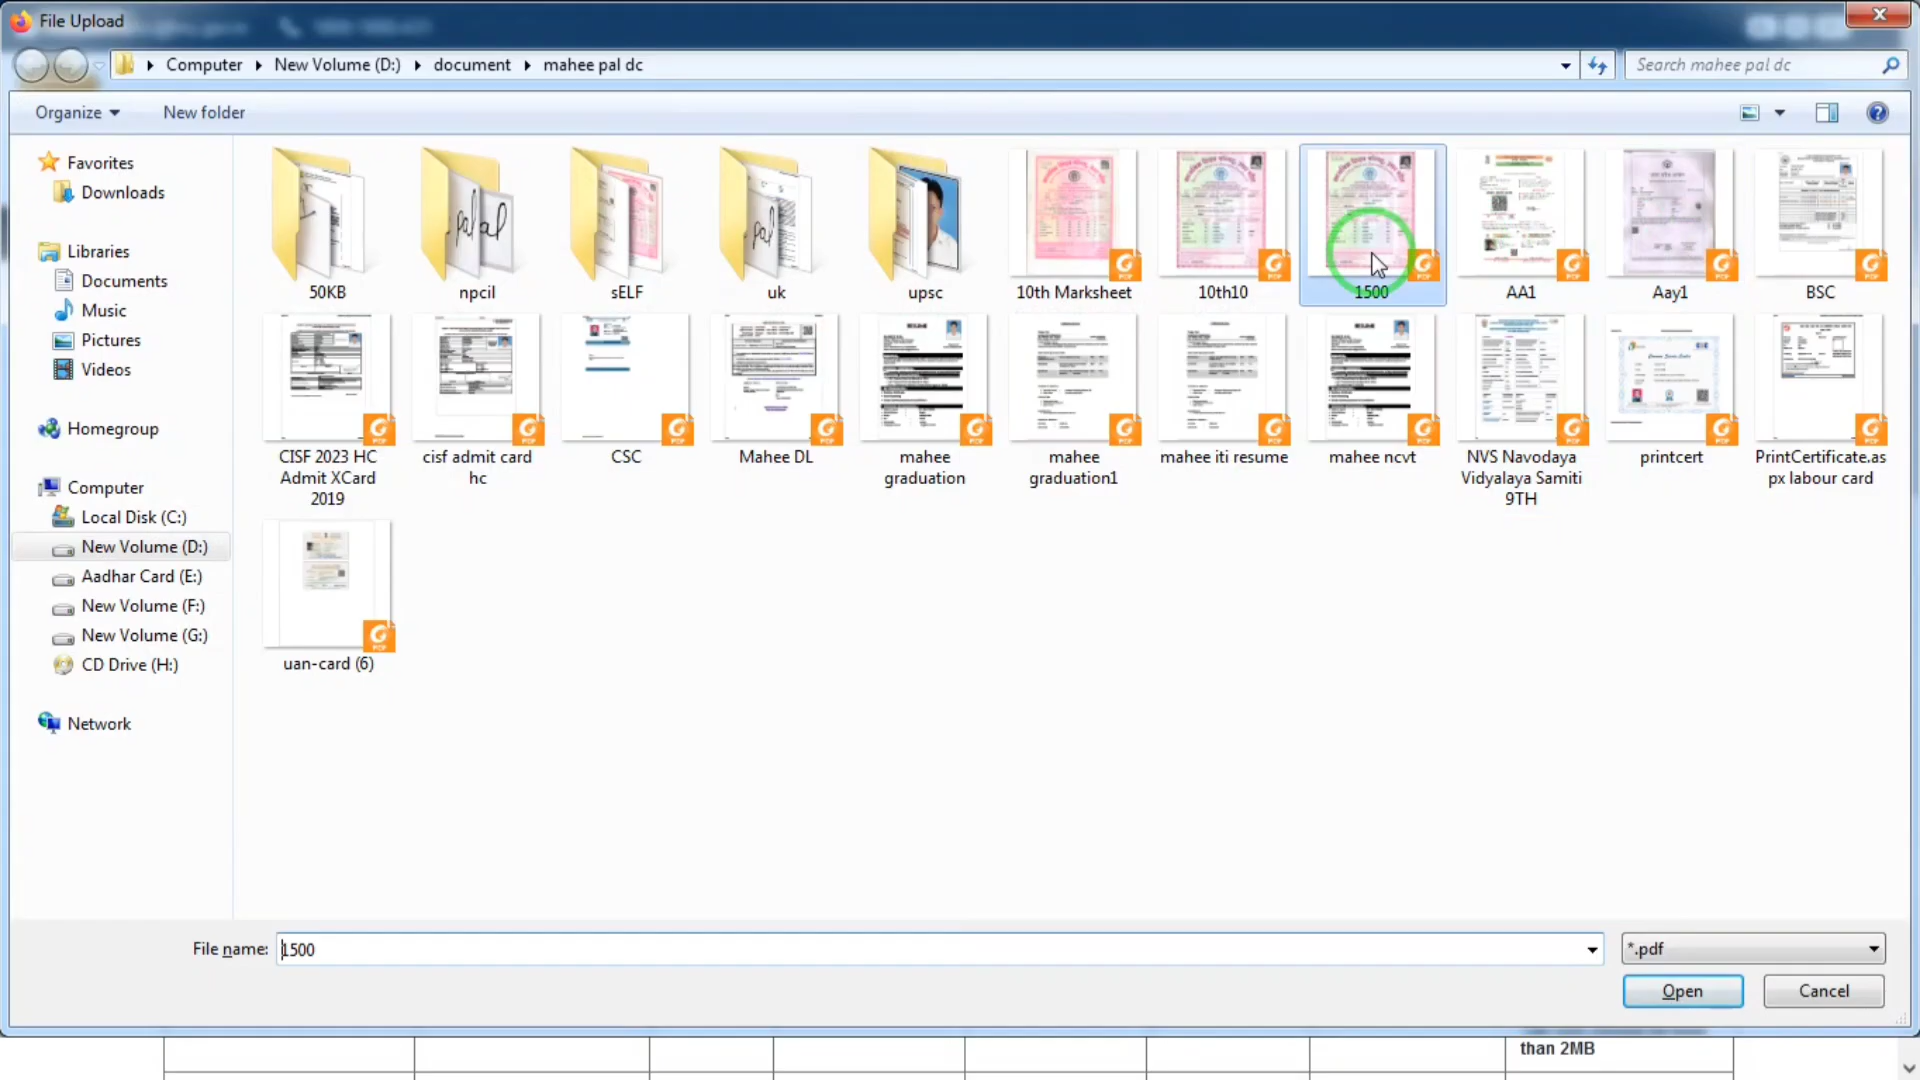 File Upload
Computer
New Volume (D:)
document
mahee pal dc
Search mahee pal dc
Organize
New folder
Favorites
Downloads
Libraries
Documents
Music
Pictures
Videos
Homegroup
Computer
Local Disk (C:)
New Volume (D:)
Aadhar Card (E:)
New Volume (F:)
New Volume (G:)
CD Drive (H:)
Network
50KB
npcil
sELF
uk
upsc
10th Marksheet
10th10
1500
AA1
Aay1
BSC
CISF 2023 HC
Admit XCard
2019
cisf admit card
hc
CSC
Mahee DL
mahee
graduation
mahee
graduation1
mahee iti resume
mahee ncvt
NVS Navodaya
Vidyalaya Samiti
9TH
printcert
PrintCertificate.as
px labour card
uan-card (6)
File name:
1500
*.pdf
Open
Cancel
than 2MB